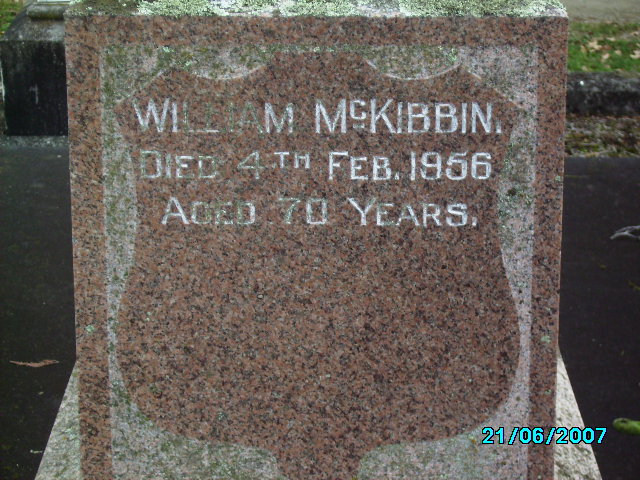 WILLIAM McKIBBIN.
DIED 4TH FEB. 1956
AGED 70 YEARS.
21/06/2007